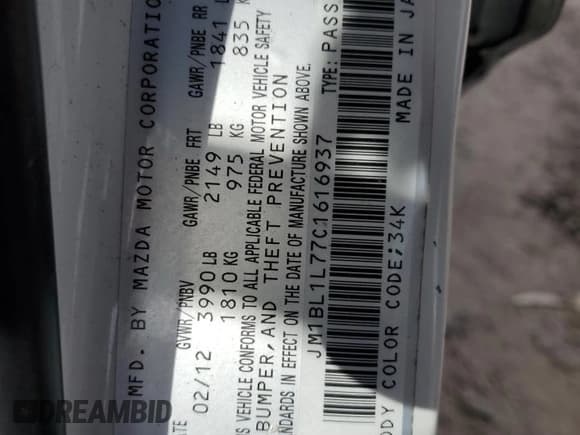 MFD. BY MAZDA MOTOR CORPORATION
GVWR/PNBV GAWR/PNBE FRT GAWR/PNBE RR
02/12 3990 LB 2149 LB 1841 L
1810 KG 975 KG 835 K
VEHICLE CONFORMS TO ALL APPLICABLE FEDERAL MOTOR VEHICLE SAFETY
BUMPER, AND THEFT PREVENTION
IN EFFECT ON THE DATE OF MANUFACTURE SHOWN ABOVE.
JM1BL1L77C1616937 TYPE: PASS
COLOR CODE;34K MADE IN JA
DREAMBID